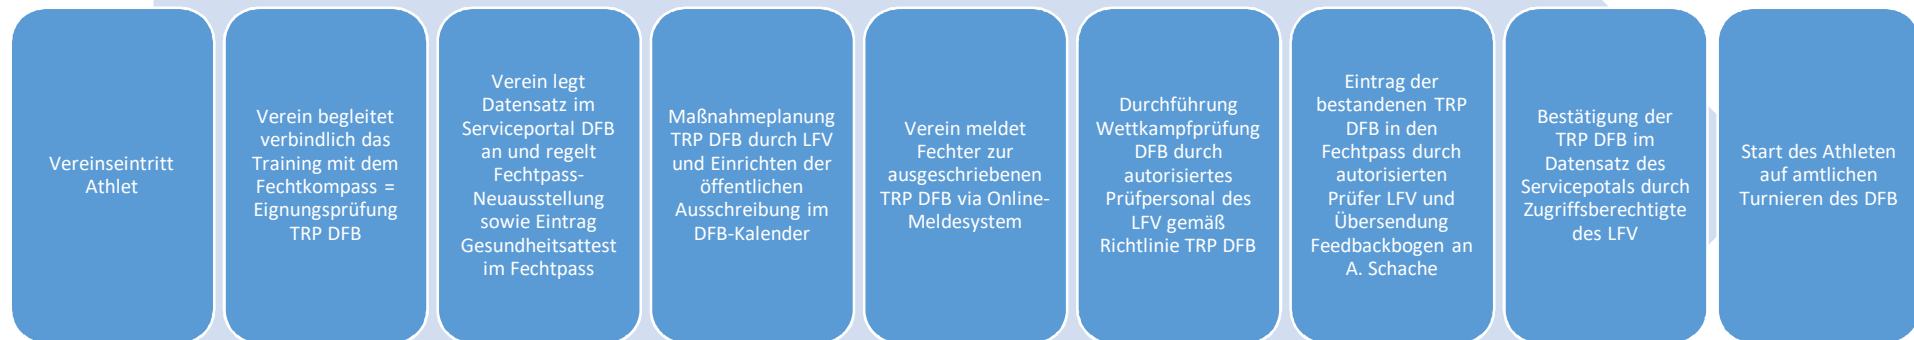 Vereinseintritt
Athlet
Verein begleitet
verbindlich das
Training mit dem
Fechtkompass =
Eignungsprüfung
TRP DFB
Verein legt
Datensatz im
Serviceportal DFB
an und regelt
Fechtpass-
Neuausstellung
sowie Eintrag
Gesundheitsattest
im Fechtpass
Maßnahmeplanung
TRP DFB durch LFV
und Einrichten der
öffentlichen
Ausschreibung im
DFB-Kalender
Verein meldet
Fechter zur
ausgeschriebenen
TRP DFB via Online-
Meldesystem
Durchführung
Wettkampfprüfung
DFB durch
autorisiertes
Prüfpersonal des
LFV gemäß
Richtlinie TRP DFB
Eintrag der
bestandenen TRP
DFB in den
Fechtpass durch
autorisierten
Prüfer LFV und
Übersendung
Feedbackbogen an
A. Schache
Bestätigung der
TRP DFB im
Datensatz des
Servicepotals durch
Zugriffsberechtigte
des LFV
Start des Athleten
auf amtlichen
Turnieren des DFB